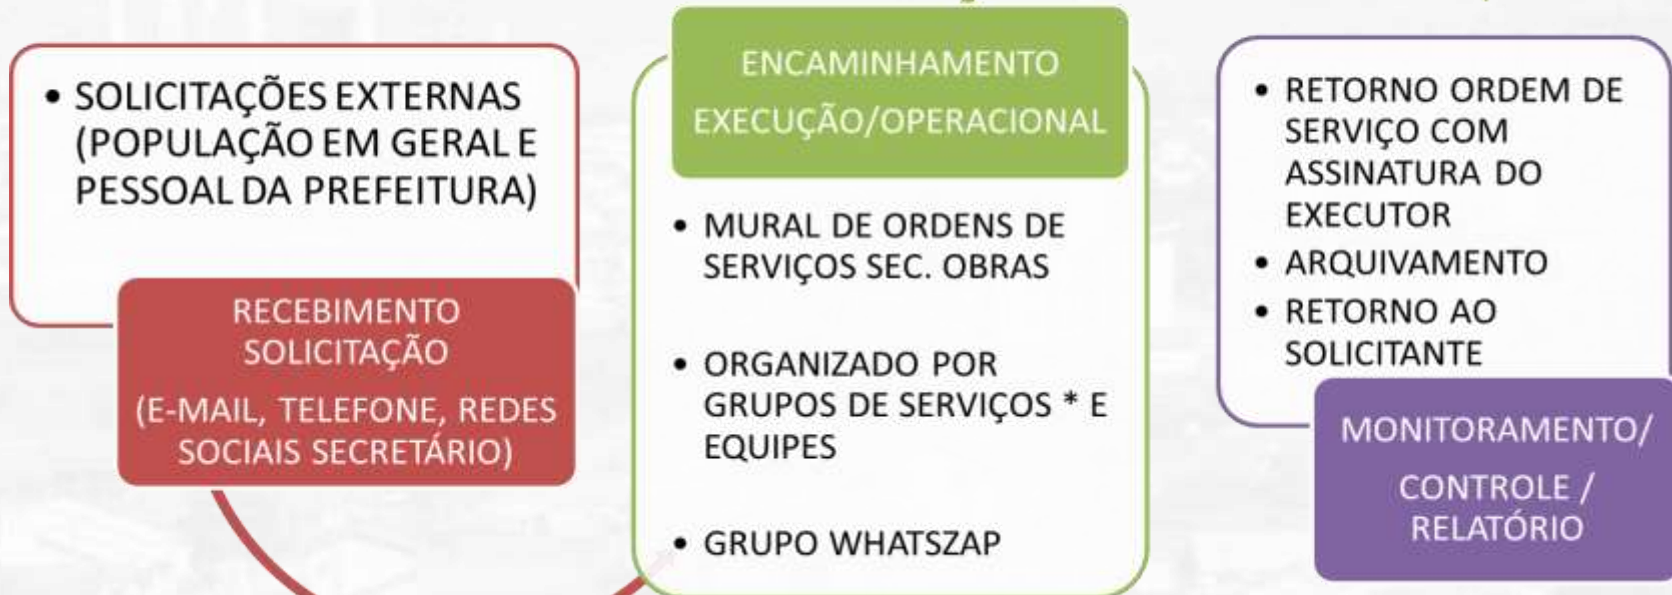 • SOLICITAÇÕES EXTERNAS
(POPULAÇÃO EM GERAL E
PESSOAL DA PREFEITURA)
RECEBIMENTO
SOLICITAÇÃO
(E-MAIL, TELEFONE, REDES
SOCIAIS SECRETÁRIO)
ENCAMINHAMENTO
EXECUÇÃO/OPERACIONAL
• MURAL DE ORDENS DE
SERVIÇOS SEC. OBRAS
• ORGANIZADO POR
GRUPOS DE SERVIÇOS * E
EQUIPES
• GRUPO WHATSZAP
• RETORNO ORDEM DE
SERVIÇO COM
ASSINATURA DO
EXECUTOR
• ARQUIVAMENTO
• RETORNO AO
SOLICITANTE
MONITORAMENTO/
CONTROLE /
RELATÓRIO